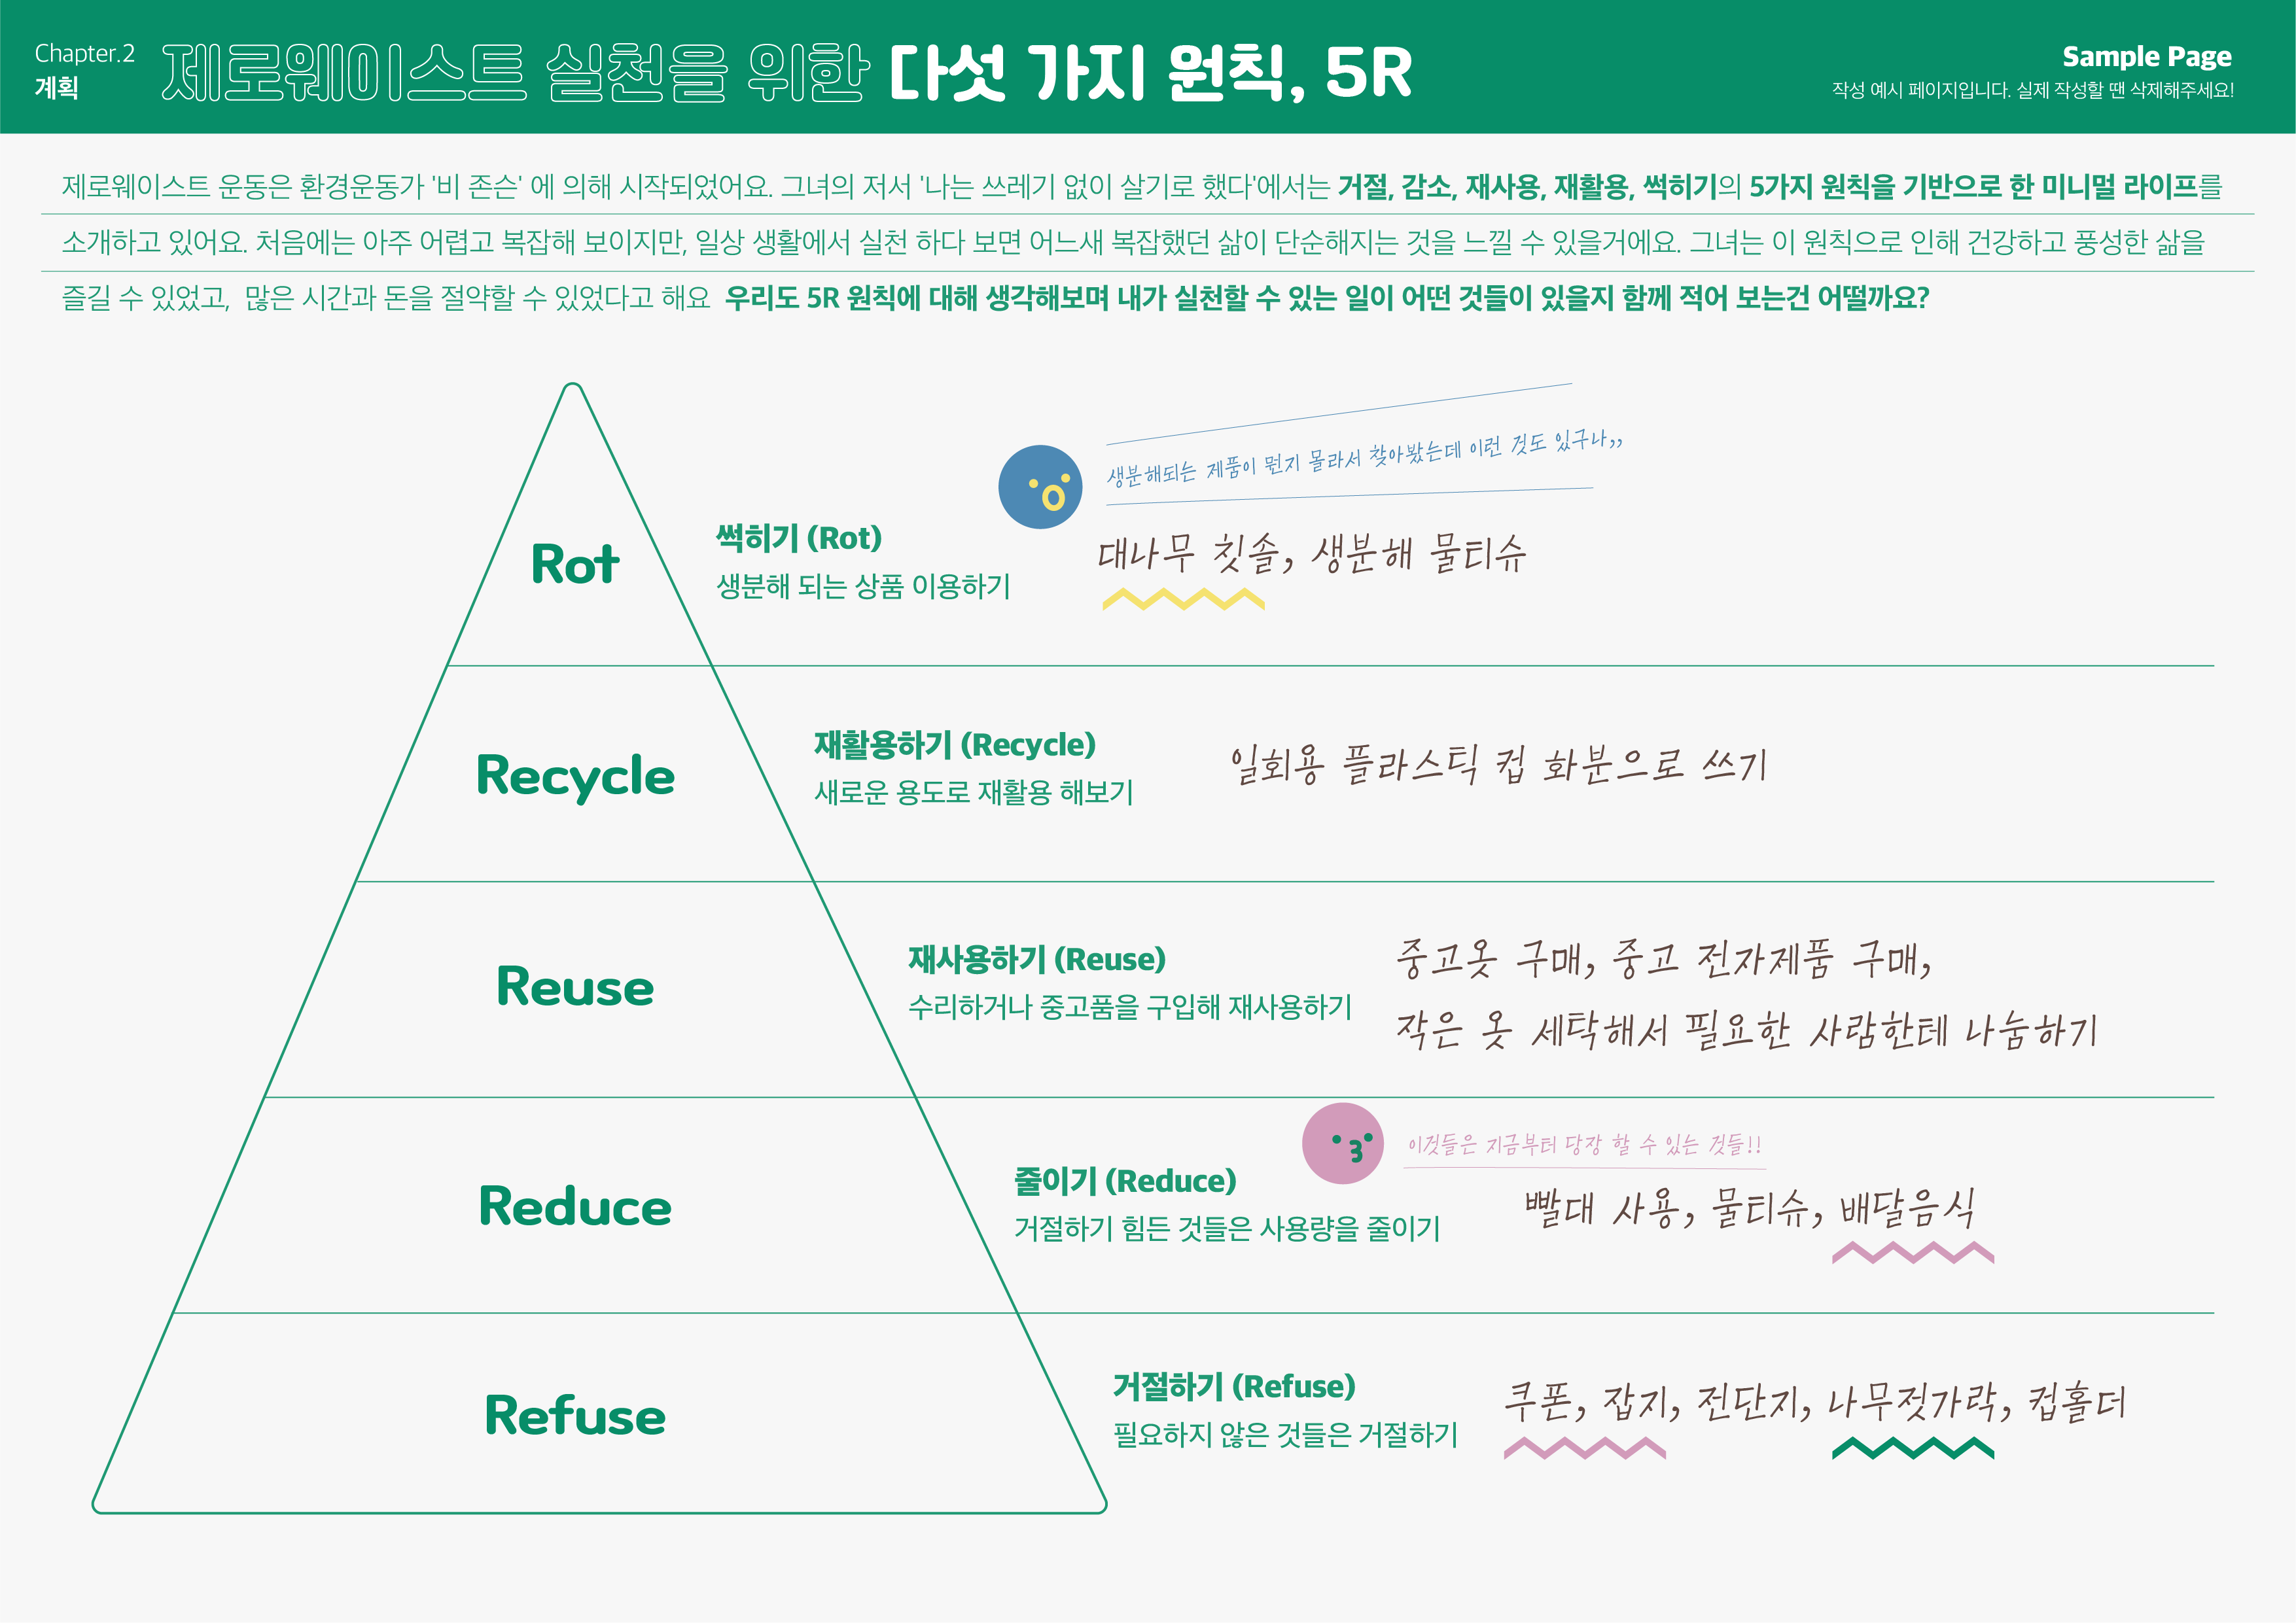 Chapter.2
계획
제로웨이스트 실천을 위한 다섯 가지 원칙, 5R
Sample Page
작성 예시 페이지입니다. 실제 작성할 땐 삭제해주세요!
제로웨이스트 운동은 환경운동가 '비 존슨' 에 의해 시작되었어요. 그녀의 저서 '나는 쓰레기 없이 살기로 했다'에서는 거절, 감소, 재사용, 재활용, 썩히기의 5가지 원칙을 기반으로 한 미니멀 라이프를
소개하고 있어요. 처음에는 아주 어렵고 복잡해 보이지만, 일상 생활에서 실천 하다 보면 어느새 복잡했던 삶이 단순해지는 것을 느낄 수 있을거에요. 그녀는 이 원칙으로 인해 건강하고 풍성한 삶을
즐길 수 있었고, 많은 시간과 돈을 절약할 수 있었다고 해요 우리도 5R 원칙에 대해 생각해보며 내가 실천할 수 있는 일이 어떤 것들이 있을지 함께 적어 보는건 어떨까요?
Rot
썩히기 (Rot)
생분해 되는 상품 이용하기
생분해되는 제품이 뭔지 몰라서 찾아봤는데 이런 것도 있구나,,
대나무 칫솔, 생분해 물티슈
Recycle
재활용하기 (Recycle)
새로운 용도로 재활용 해보기
일회용 플라스틱 컵 화분으로 쓰기
Reuse
재사용하기 (Reuse)
수리하거나 중고품을 구입해 재사용하기
중고옷 구매, 중고 전자제품 구매,
작은 옷 세탁해서 필요한 사람한테 나눔하기
Reduce
줄이기 (Reduce)
거절하기 힘든 것들은 사용량을 줄이기
이것들은 지금부터 당장 할 수 있는 것들!!
빨대 사용, 물티슈, 배달음식
Refuse
거절하기 (Refuse)
필요하지 않은 것들은 거절하기
쿠폰, 잡지, 전단지, 나무젓가락, 컵홀더